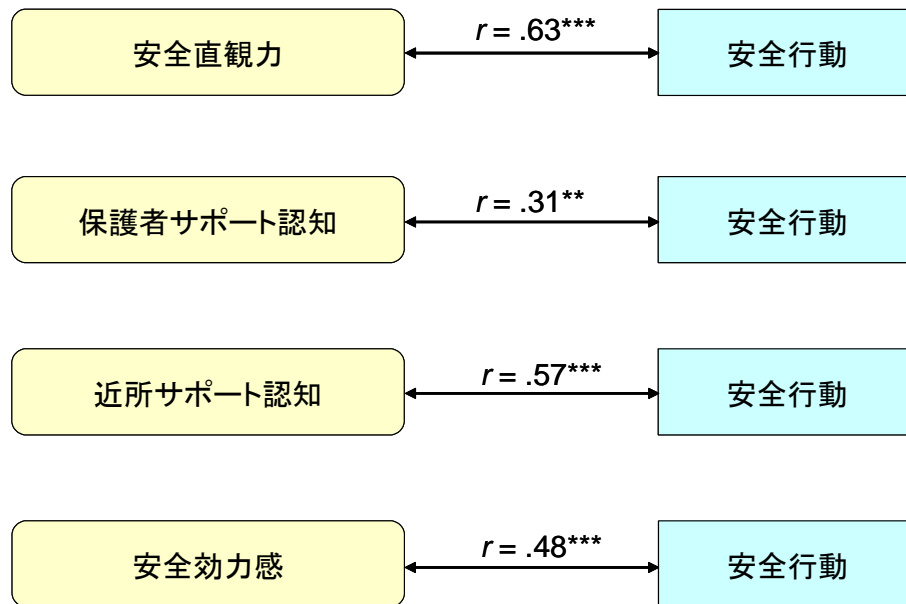 安全直観力
r = .63***
安全行動
保護者サポート認知
r = .31**
安全行動
近所サポート認知
r = .57***
安全行動
安全効力感
r = .48***
安全行動